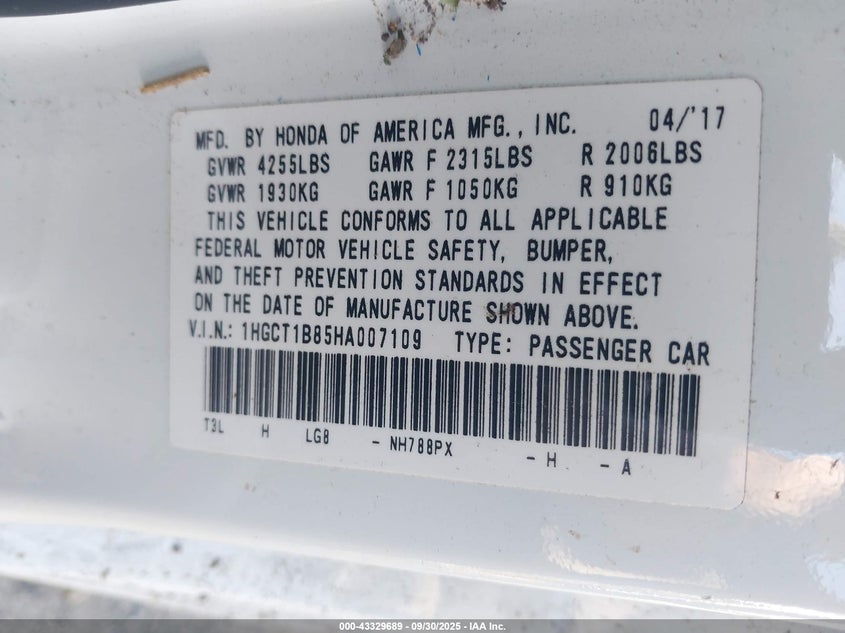 MFD. BY HONDA OF AMERICA MFG., INC. 04/'17
GVWR 4255LBS GAWR F 2315LBS R 2006LBS
GVWR 1930KG GAWR F 1050KG R 910KG
THIS VEHICLE CONFORMS TO ALL APPLICABLE
FEDERAL MOTOR VEHICLE SAFETY, BUMPER,
AND THEFT PREVENTION STANDARDS IN EFFECT
ON THE DATE OF MANUFACTURE SHOWN ABOVE.
V.I.N.: 1HGCT1B85HA007109 TYPE: PASSENGER CAR
T3L H LG8 - NH788PX - H - A
000-43329689 - 09/30/2025 - IAA Inc.